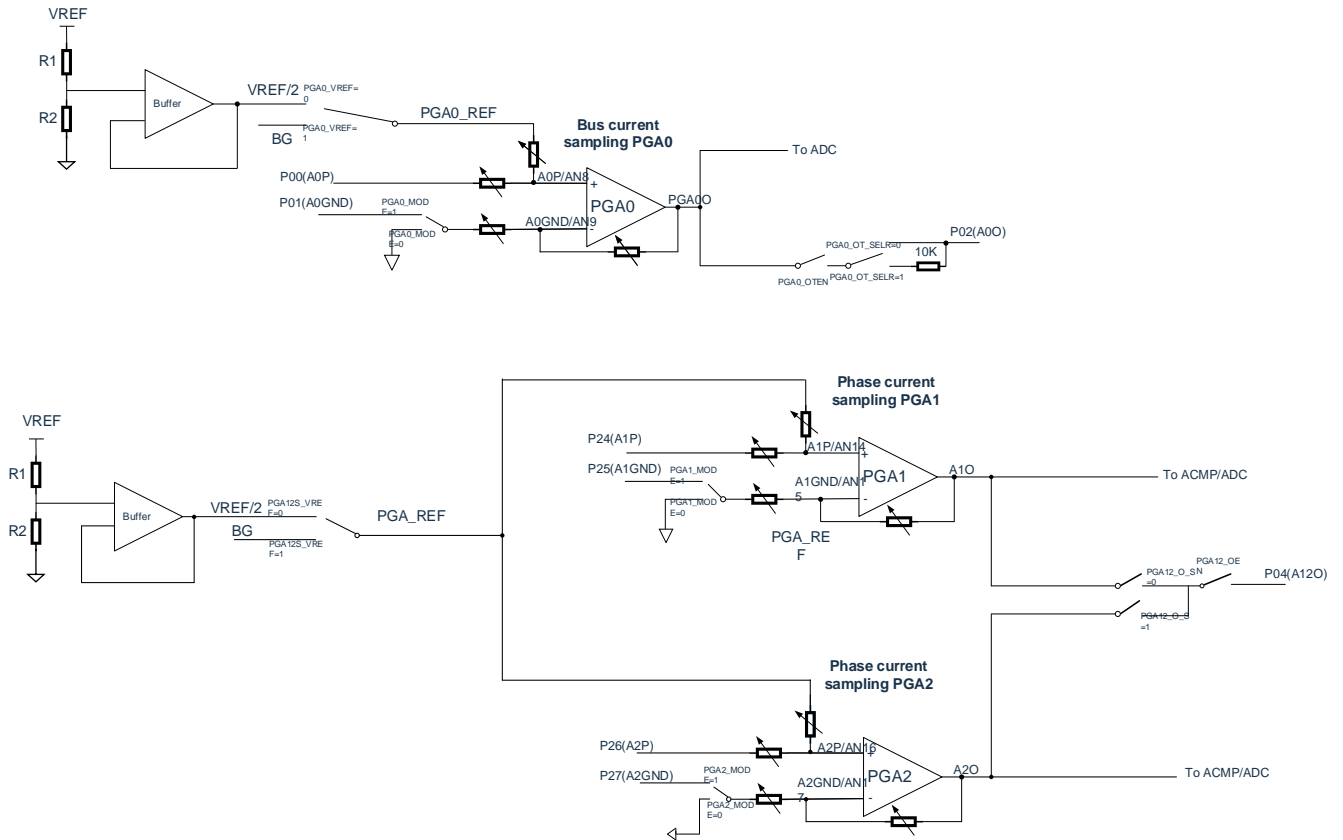 VREF
R1
R2
Buffer
VREF/2
PGA0_VREF=
0
BG
PGA0_VREF=
1
PGA0_REF
Bus current
sampling PGA0
To ADC
P00(A0P)
A0P/AN8
+
P01(A0GND)
PGA0_MOD
E=1
PGA0_MOD
E=0
A0GND/AN9
-
PGA0
PGA0O
PGA0_OTEN
PGA0_OT_SELR=0
PGA0_OT_SELR=1
10K
P02(A0O)
VREF
R1
R2
Buffer
VREF/2
PGA12S_VRE
F=0
BG
PGA12S_VRE
F=1
PGA_REF
Phase current
sampling PGA1
P24(A1P)
A1P/AN14
+
P25(A1GND)
PGA1_MOD
E=1
PGA1_MOD
E=0
A1GND/AN1
5
-
PGA1
A1O
To ACMP/ADC
PGA_RE
F
PGA12_O_S
=0
PGA12_O_S
=1
PGA12_OE
N
P04(A12O)
Phase current
sampling PGA2
P26(A2P)
A2P/AN16
+
P27(A2GND)
PGA2_MOD
E=1
PGA2_MOD
E=0
A2GND/AN1
7
-
PGA2
A2O
To ACMP/ADC